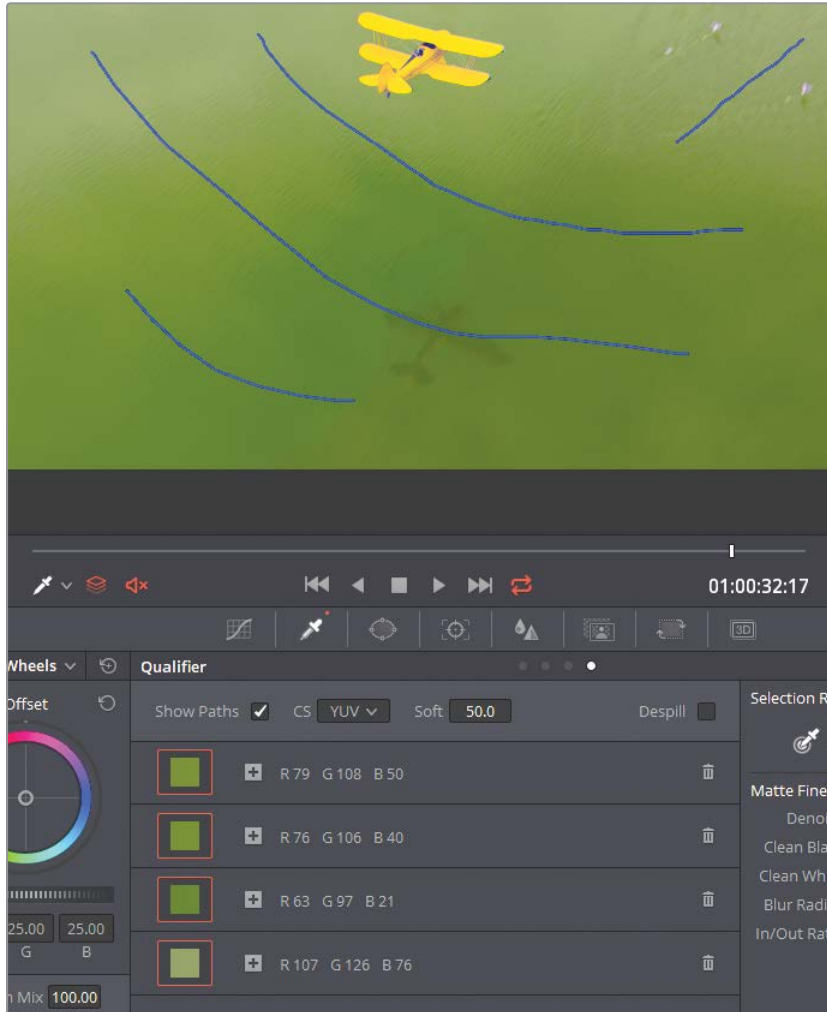 01:00:32:17
3D
Wheels
Qualifier
Offset
Show Paths CS YUV Soft 50.0 Despill
Selection R
R 79 G 108 B 50
R 76 G 106 B 40
R 63 G 97 B 21
R 107 G 126 B 76
Matte Fine
Denoi
Clean Bla
Clean Wh
Blur Radi
In/Out Rat
25.00 25.00
G B
Mix 100.00